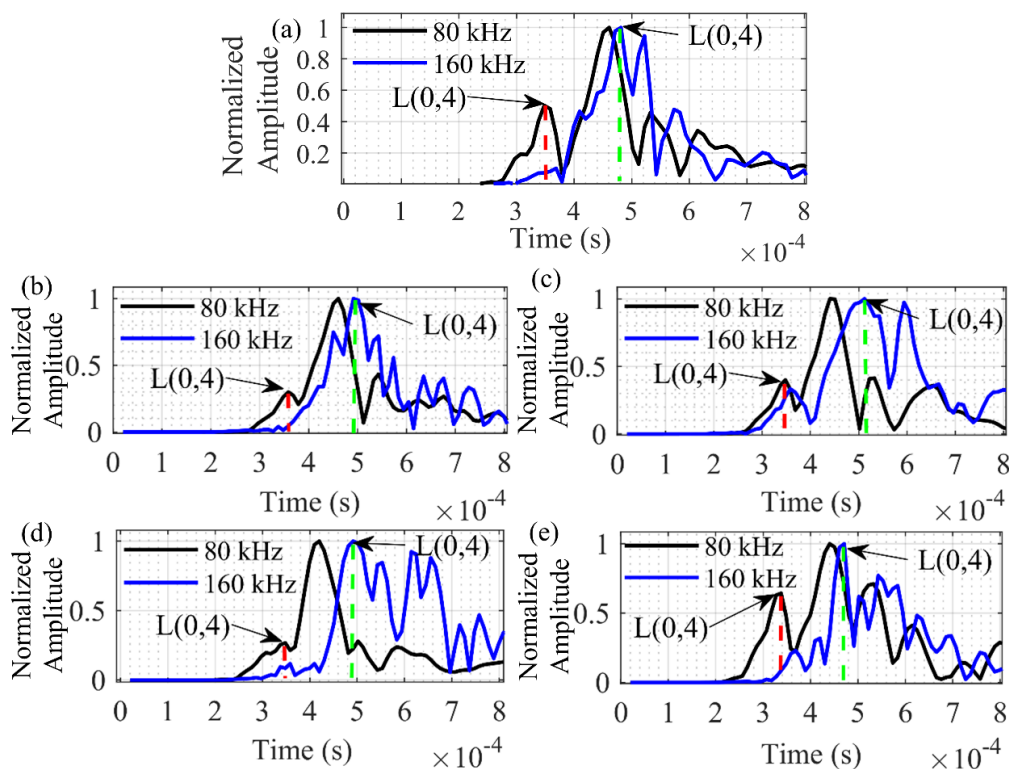 (a)
80 kHz
160 kHz
L(0,4)
L(0,4)
Normalized
Amplitude
1
0.8
0.6
0.4
0.2
0 1 2 3 4 5 6 7 8
Time (s)
×10⁻⁴
(b)
80 kHz
160 kHz
L(0,4)
L(0,4)
Normalized
Amplitude
1
0.5
0
0 1 2 3 4 5 6 7 8
Time (s)
×10⁻⁴
(c)
80 kHz
160 kHz
L(0,4)
L(0,4)
Normalized
Amplitude
1
0.5
0
0 1 2 3 4 5 6 7 8
Time (s)
×10⁻⁴
(d)
80 kHz
160 kHz
L(0,4)
L(0,4)
Normalized
Amplitude
1
0.5
0
0 1 2 3 4 5 6 7 8
Time (s)
×10⁻⁴
(e)
80 kHz
160 kHz
L(0,4)
L(0,4)
Normalized
Amplitude
1
0.5
0
0 1 2 3 4 5 6 7 8
Time (s)
×10⁻⁴